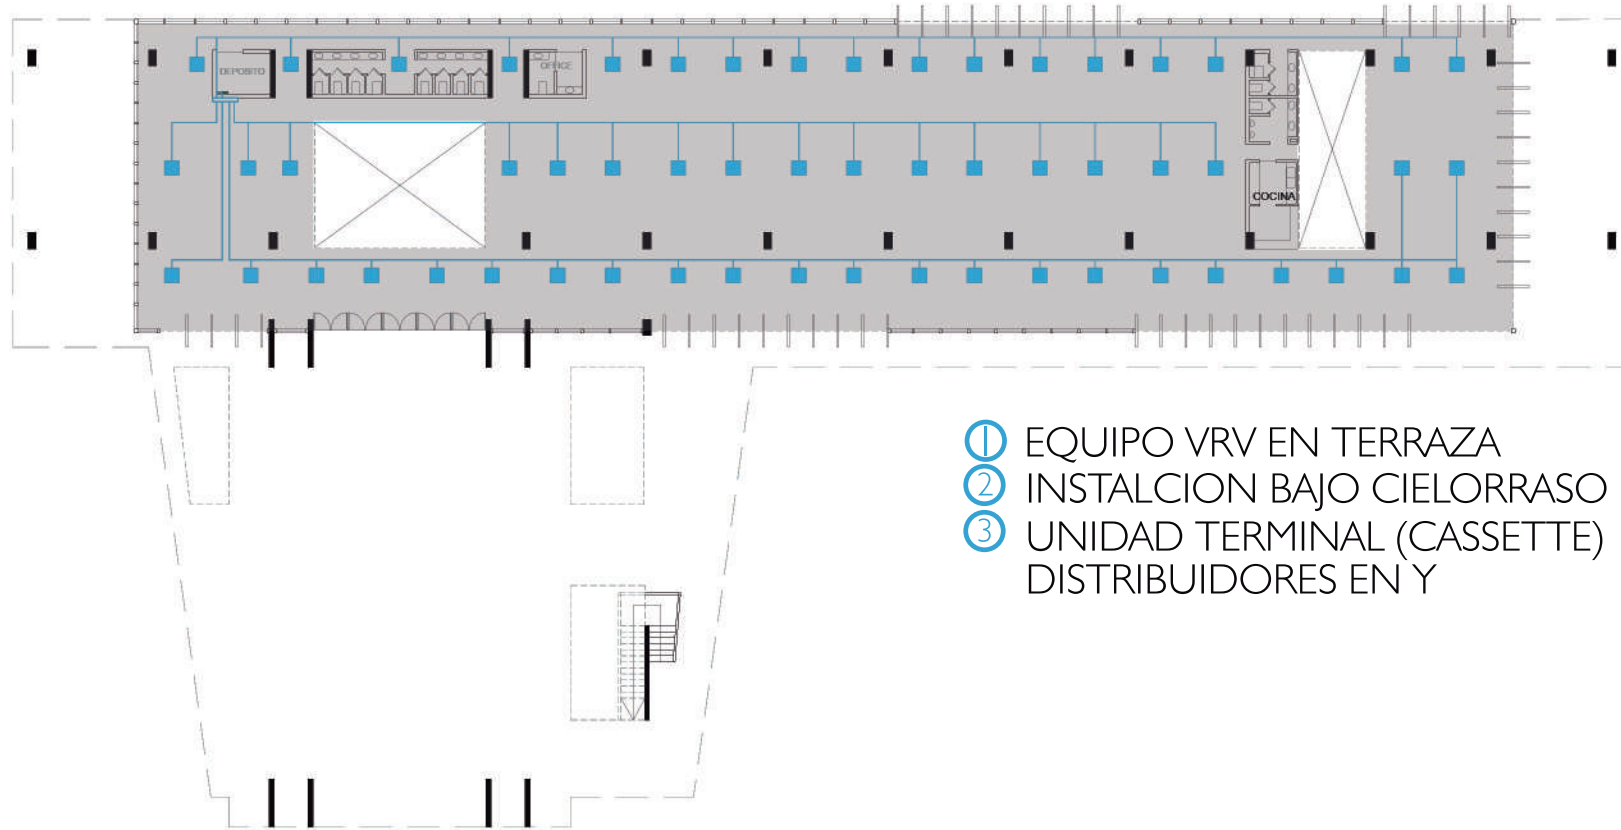 DEPOSITO
OFFICE
COCINA
1 EQUIPO VRV EN TERRAZA
2 INSTALCION BAJO CIELORRASO
3 UNIDAD TERMINAL (CASSETTE)
DISTRIBUIDORES EN Y